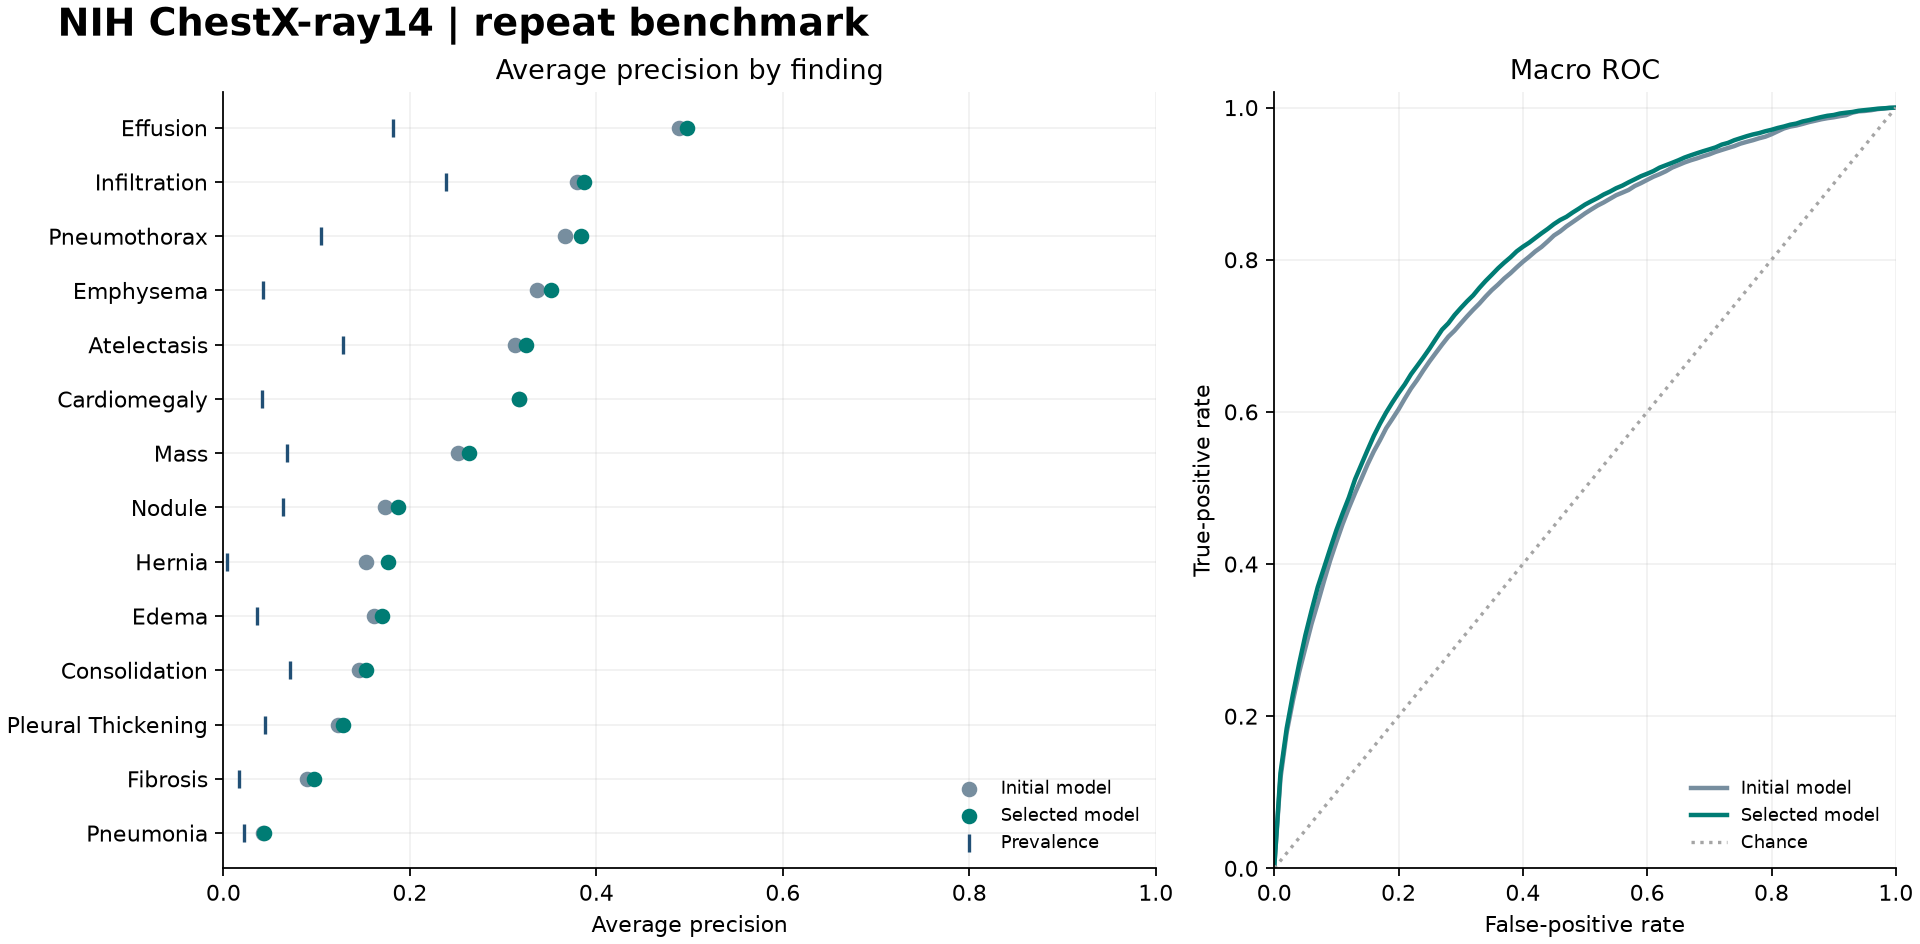 NIH ChestX-ray14 | repeat benchmark
Average precision by finding
Effusion
Infiltration
Pneumothorax
Emphysema
Atelectasis
Cardiomegaly
Mass
Nodule
Hernia
Edema
Consolidation
Pleural Thickening
Fibrosis
Pneumonia
Initial model
Selected model
Prevalence
0.0 0.2 0.4 0.6 0.8 1.0
Average precision
Macro ROC
True-positive rate
1.0
0.8
0.6
0.4
0.2
0.0
Initial model
Selected model
Chance
0.0 0.2 0.4 0.6 0.8 1.0
False-positive rate